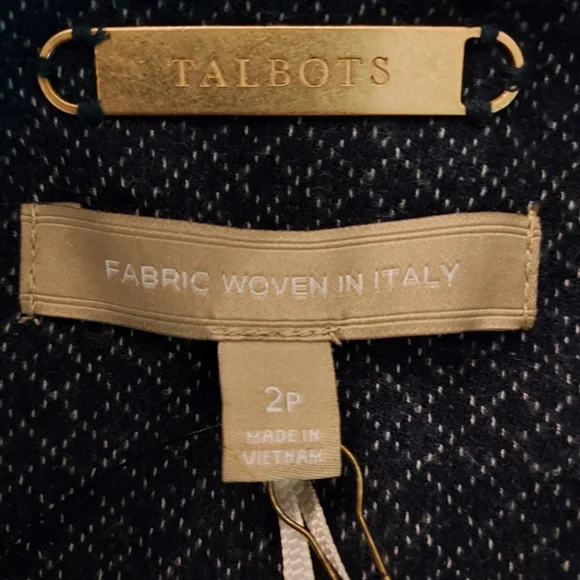 TALBOTS
FABRIC WOVEN IN ITALY
2P
MADE IN
VIETNAM